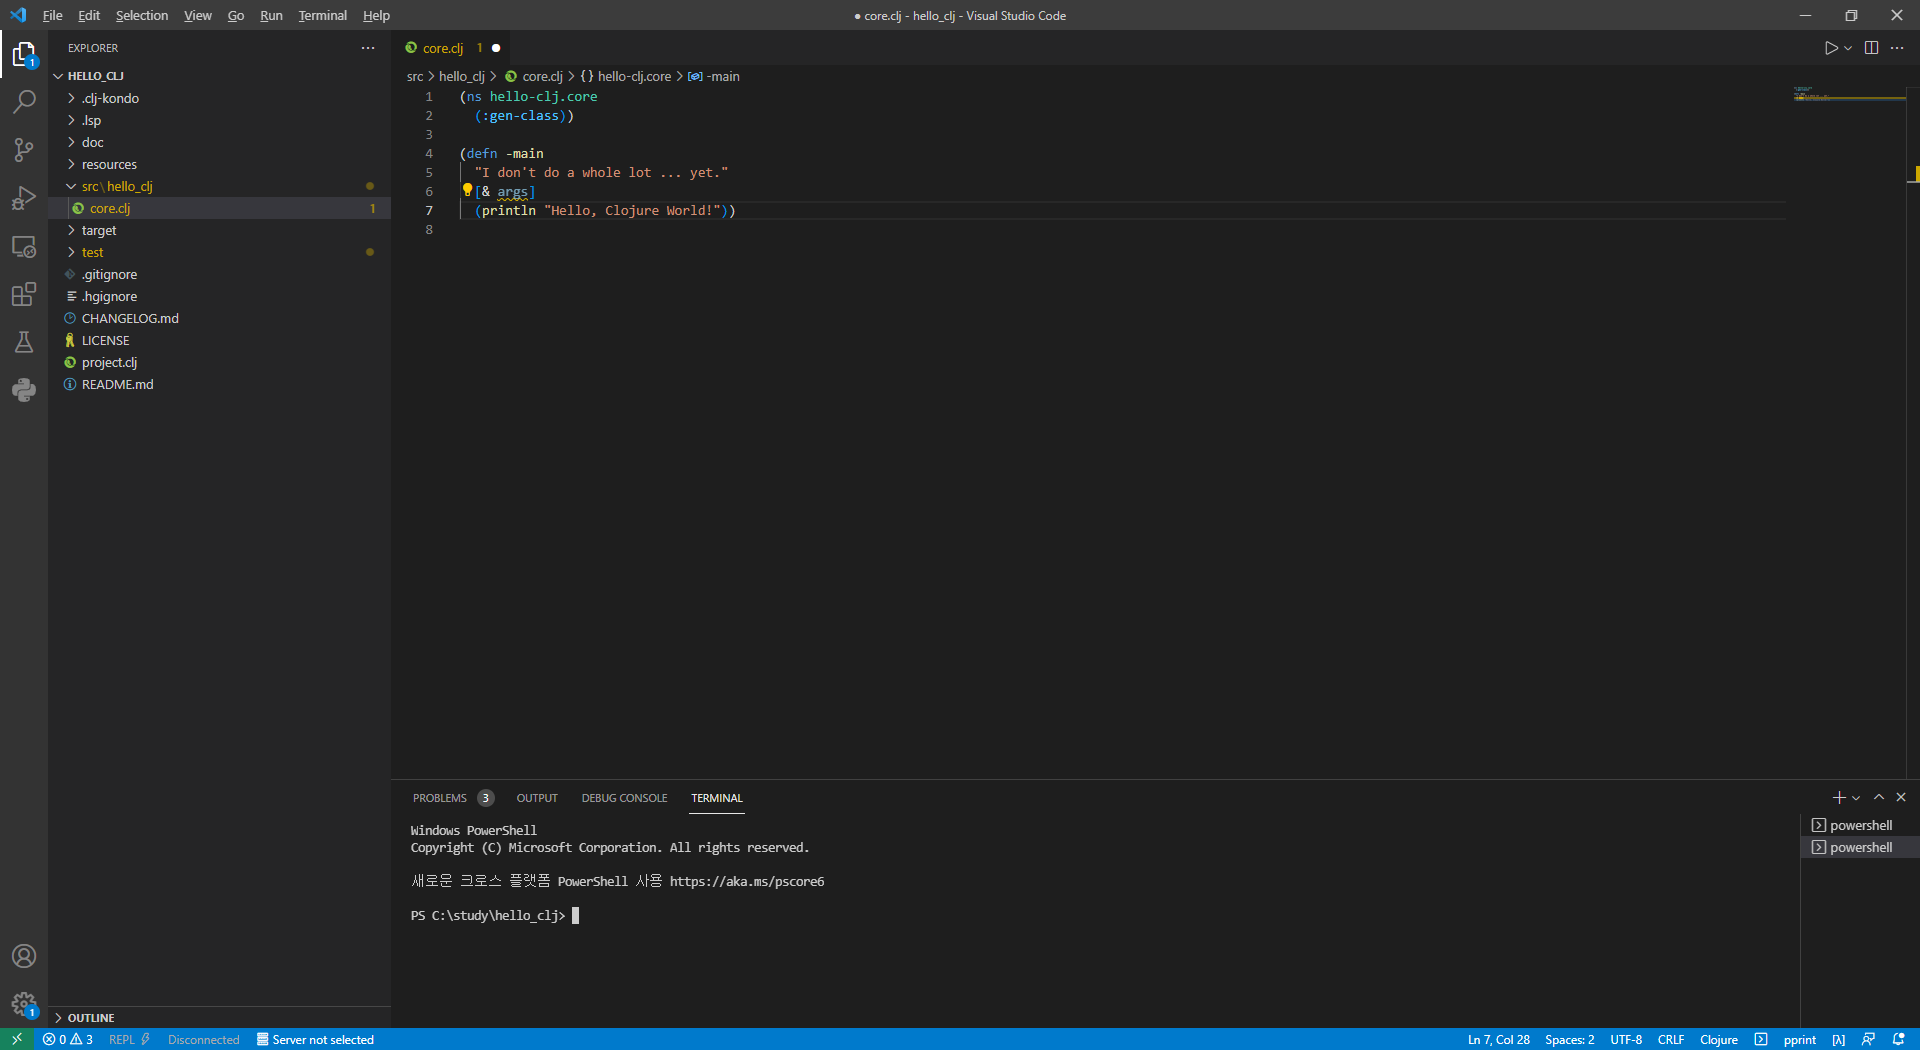 File Edit Selection View Go Run Terminal Help
● core.clj - hello_clj - Visual Studio Code
EXPLORER
HELLO_CLJ
.clj-kondo
.lsp
doc
resources
src\hello_clj
core.clj 1
target
test
.gitignore
.hgignore
CHANGELOG.md
LICENSE
project.clj
README.md
OUTLINE
1
1
core.clj 1
src > hello_clj > core.clj > {} hello-clj.core > -main
1 (ns hello-clj.core
2 (:gen-class))
3
4 (defn -main
5 "I don't do a whole lot ... yet."
6 [& args]
7 (println "Hello, Clojure World!"))
8
PROBLEMS 3 OUTPUT DEBUG CONSOLE TERMINAL
Windows PowerShell
Copyright (C) Microsoft Corporation. All rights reserved.
새로운 크로스 플랫폼 PowerShell 사용 https://aka.ms/pscore6
PS C:\study\hello_clj>
powershell
powershell
0 3 REPL Disconnected Server not selected
Ln 7, Col 28 Spaces: 2 UTF-8 CRLF Clojure pprint [λ]